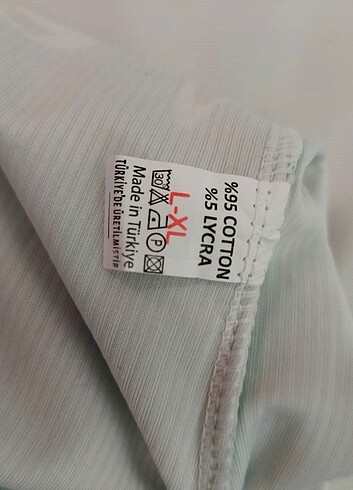 %95 COTTON
%5 LYCRA
L-XL
30 P
Made in Türkiye
TÜRKİYE'DE ÜRETİLMİŞTİR